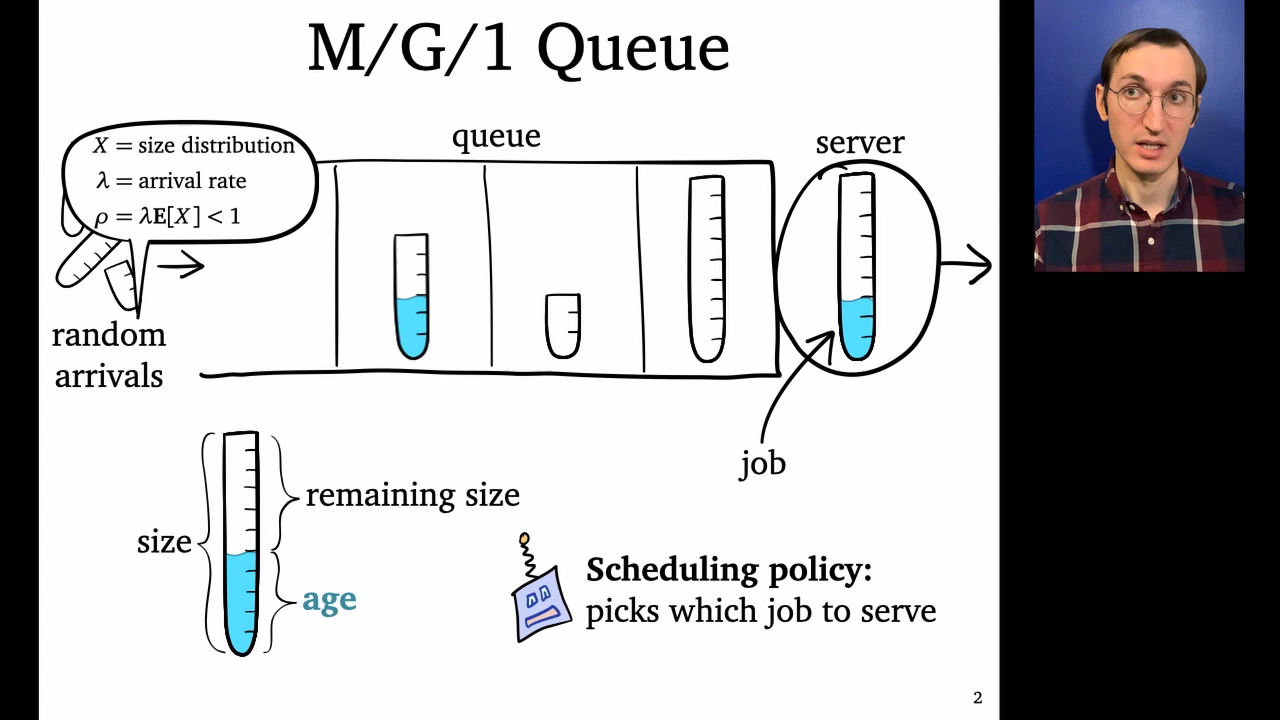 M/G/1 Queue
X = size distribution
λ = arrival rate
ρ = λE[X] < 1
queue
server
random
arrivals
job
size
remaining size
age
Scheduling policy:
picks which job to serve
2